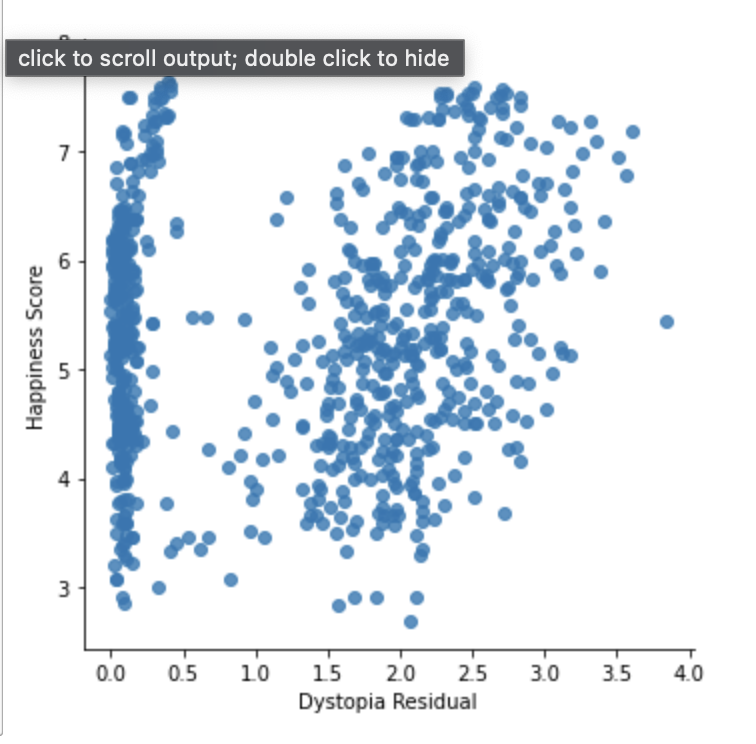 click to scroll output; double click to hide
7
6
5
4
3
Happiness Score
0.0 0.5 1.0 1.5 2.0 2.5 3.0 3.5 4.0
Dystopia Residual